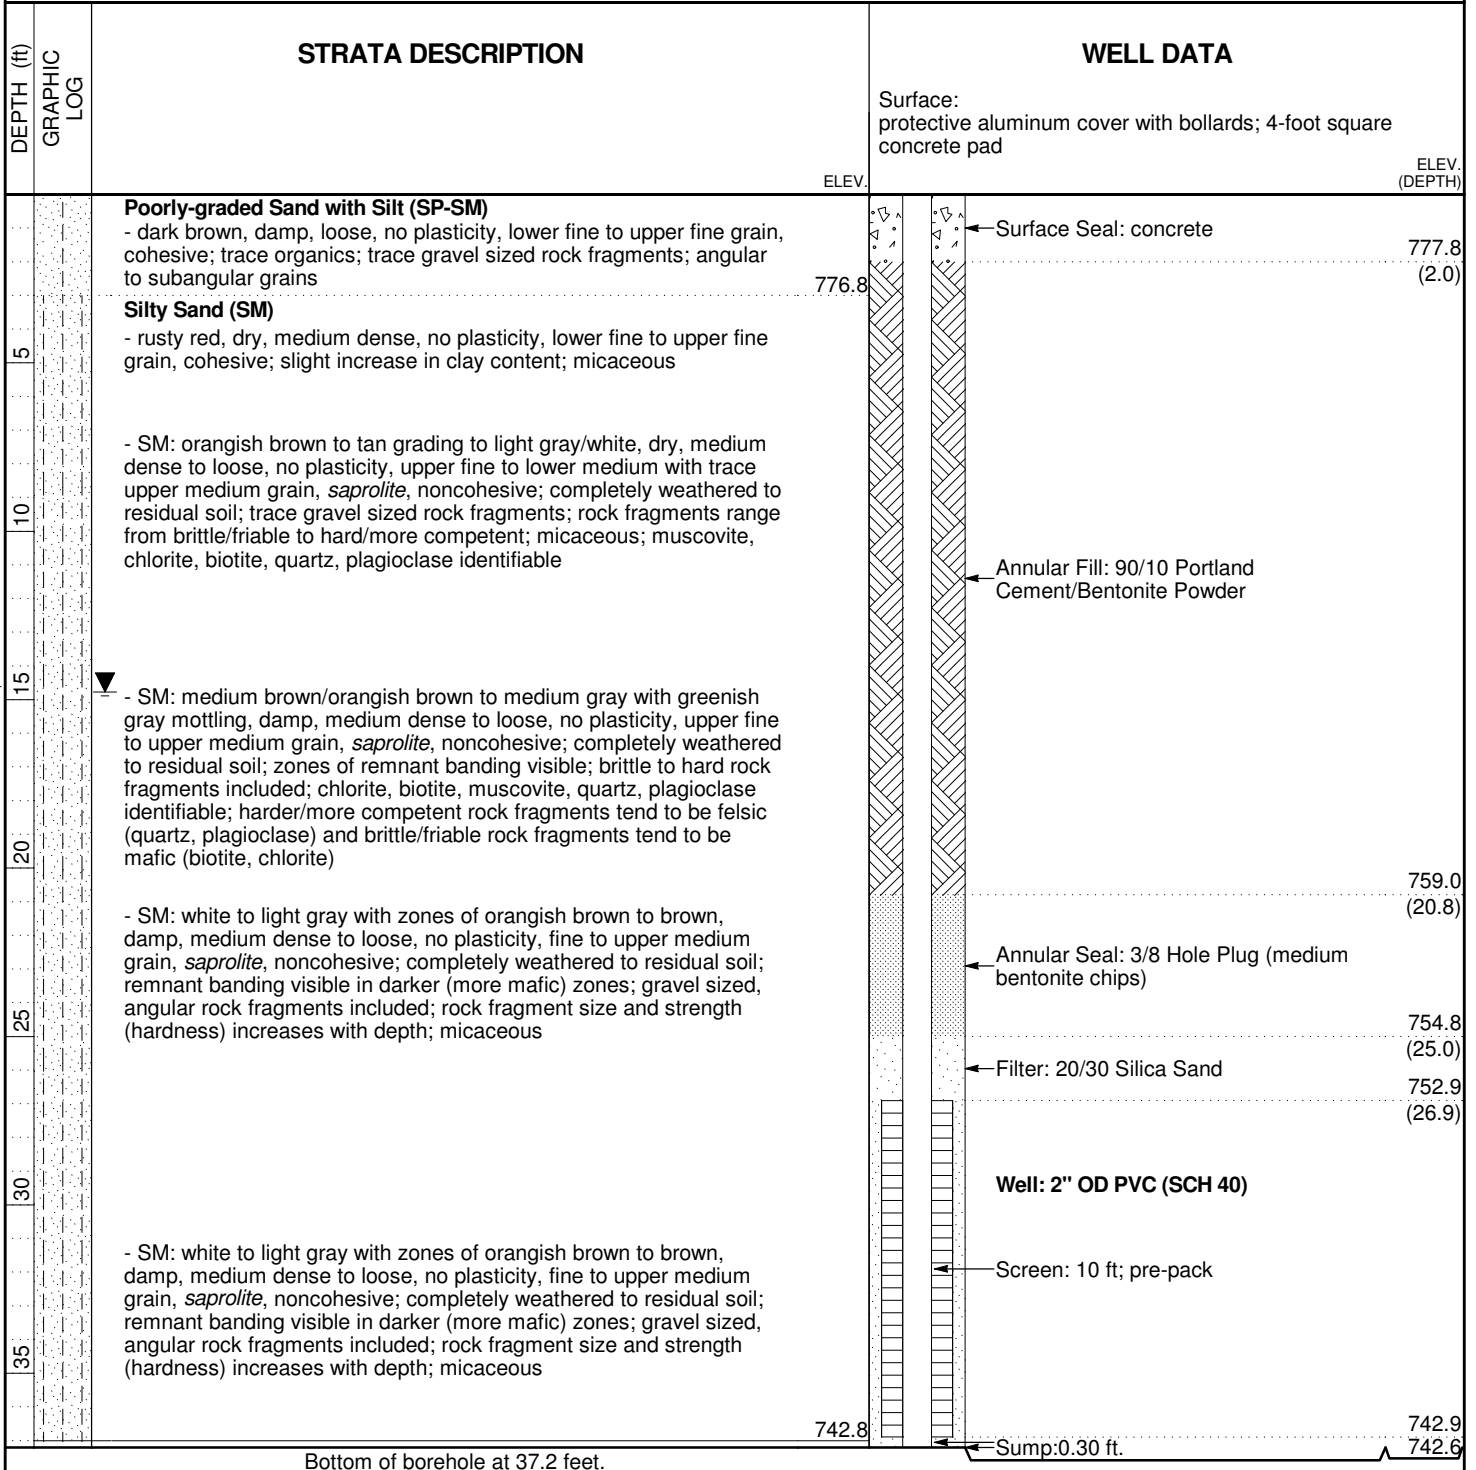 DEPTH (ft)
GRAPHIC
LOG
STRATA DESCRIPTION
ELEV.
WELL DATA
Surface:
protective aluminum cover with bollards; 4-foot square
concrete pad
ELEV.
(DEPTH)
Poorly-graded Sand with Silt (SP-SM)
- dark brown, damp, loose, no plasticity, lower fine to upper fine grain,
cohesive; trace organics; trace gravel sized rock fragments; angular
to subangular grains
776.8
Silty Sand (SM)
- rusty red, dry, medium dense, no plasticity, lower fine to upper fine
grain, cohesive; slight increase in clay content; micaceous
5
- SM: orangish brown to tan grading to light gray/white, dry, medium
dense to loose, no plasticity, upper fine to lower medium with trace
upper medium grain, saprolite, noncohesive; completely weathered to
residual soil; trace gravel sized rock fragments; rock fragments range
from brittle/friable to hard/more competent; micaceous; muscovite,
chlorite, biotite, quartz, plagioclase identifiable
10
15
- SM: medium brown/orangish brown to medium gray with greenish
gray mottling, damp, medium dense to loose, no plasticity, upper fine
to upper medium grain, saprolite, noncohesive; completely weathered
to residual soil; zones of remnant banding visible; brittle to hard rock
fragments included; chlorite, biotite, muscovite, quartz, plagioclase
identifiable; harder/more competent rock fragments tend to be felsic
(quartz, plagioclase) and brittle/friable rock fragments tend to be
mafic (biotite, chlorite)
20
- SM: white to light gray with zones of orangish brown to brown,
damp, medium dense to loose, no plasticity, fine to upper medium
grain, saprolite, noncohesive; completely weathered to residual soil;
remnant banding visible in darker (more mafic) zones; gravel sized,
angular rock fragments included; rock fragment size and strength
(hardness) increases with depth; micaceous
25
30
- SM: white to light gray with zones of orangish brown to brown,
damp, medium dense to loose, no plasticity, fine to upper medium
grain, saprolite, noncohesive; completely weathered to residual soil;
remnant banding visible in darker (more mafic) zones; gravel sized,
angular rock fragments included; rock fragment size and strength
(hardness) increases with depth; micaceous
35
742.8
Bottom of borehole at 37.2 feet.
Surface Seal: concrete
777.8
(2.0)
Annular Fill: 90/10 Portland
Cement/Bentonite Powder
759.0
(20.8)
Annular Seal: 3/8 Hole Plug (medium
bentonite chips)
754.8
(25.0)
Filter: 20/30 Silica Sand
752.9
(26.9)
Well: 2" OD PVC (SCH 40)
Screen: 10 ft; pre-pack
742.9
Sump:0.30 ft.
742.6